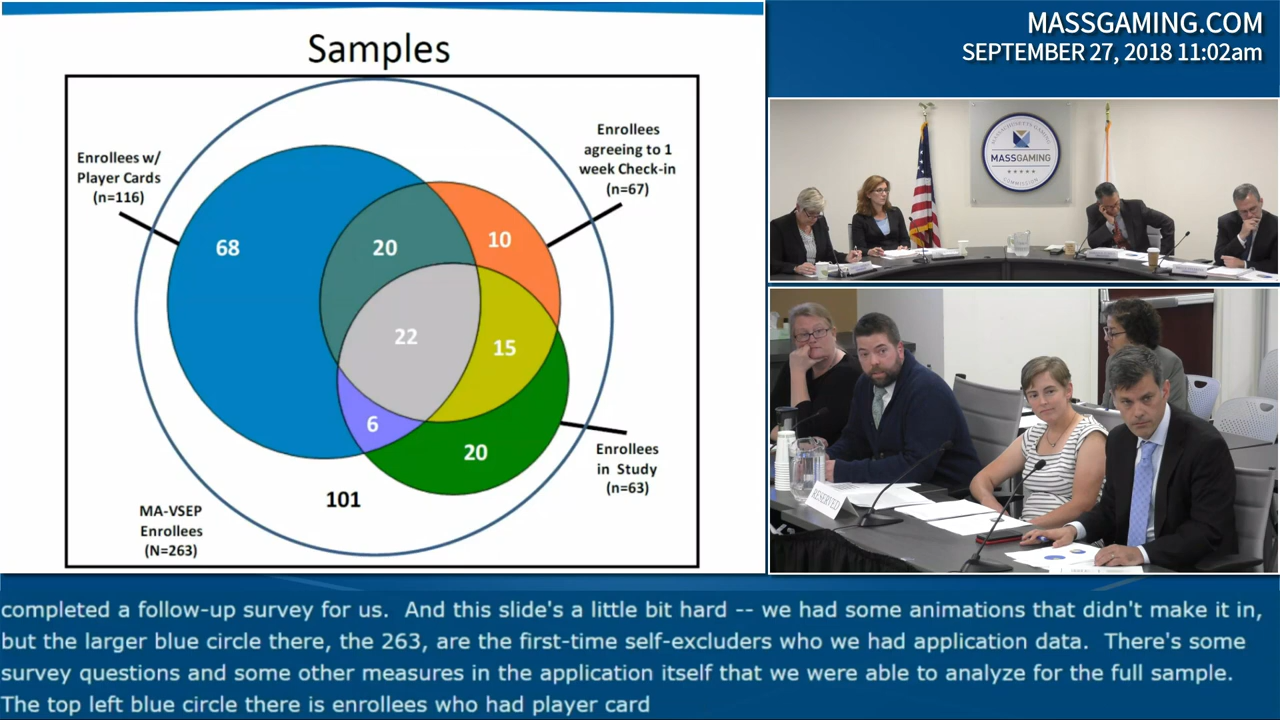 Samples
Enrollees w/
Player Cards
(n=116)
Enrollees
agreeing to 1
week Check-in
(n=67)
68
20
10
22
15
6
20
101
Enrollees
in Study
(n=63)
MA-VSEP
Enrollees
(N=263)
MASSGAMING.COM
SEPTEMBER 27, 2018 11:02am
MASSACHUSETTS GAMING
MASSGAMING
COMMISSION
RESERVED
completed a follow-up survey for us.  And this slide's a little bit hard -- we had some animations that didn't make it in,
but the larger blue circle there, the 263, are the first-time self-excluders who we had application data.  There's some
survey questions and some other measures in the application itself that we were able to analyze for the full sample.
The top left blue circle there is enrollees who had player card